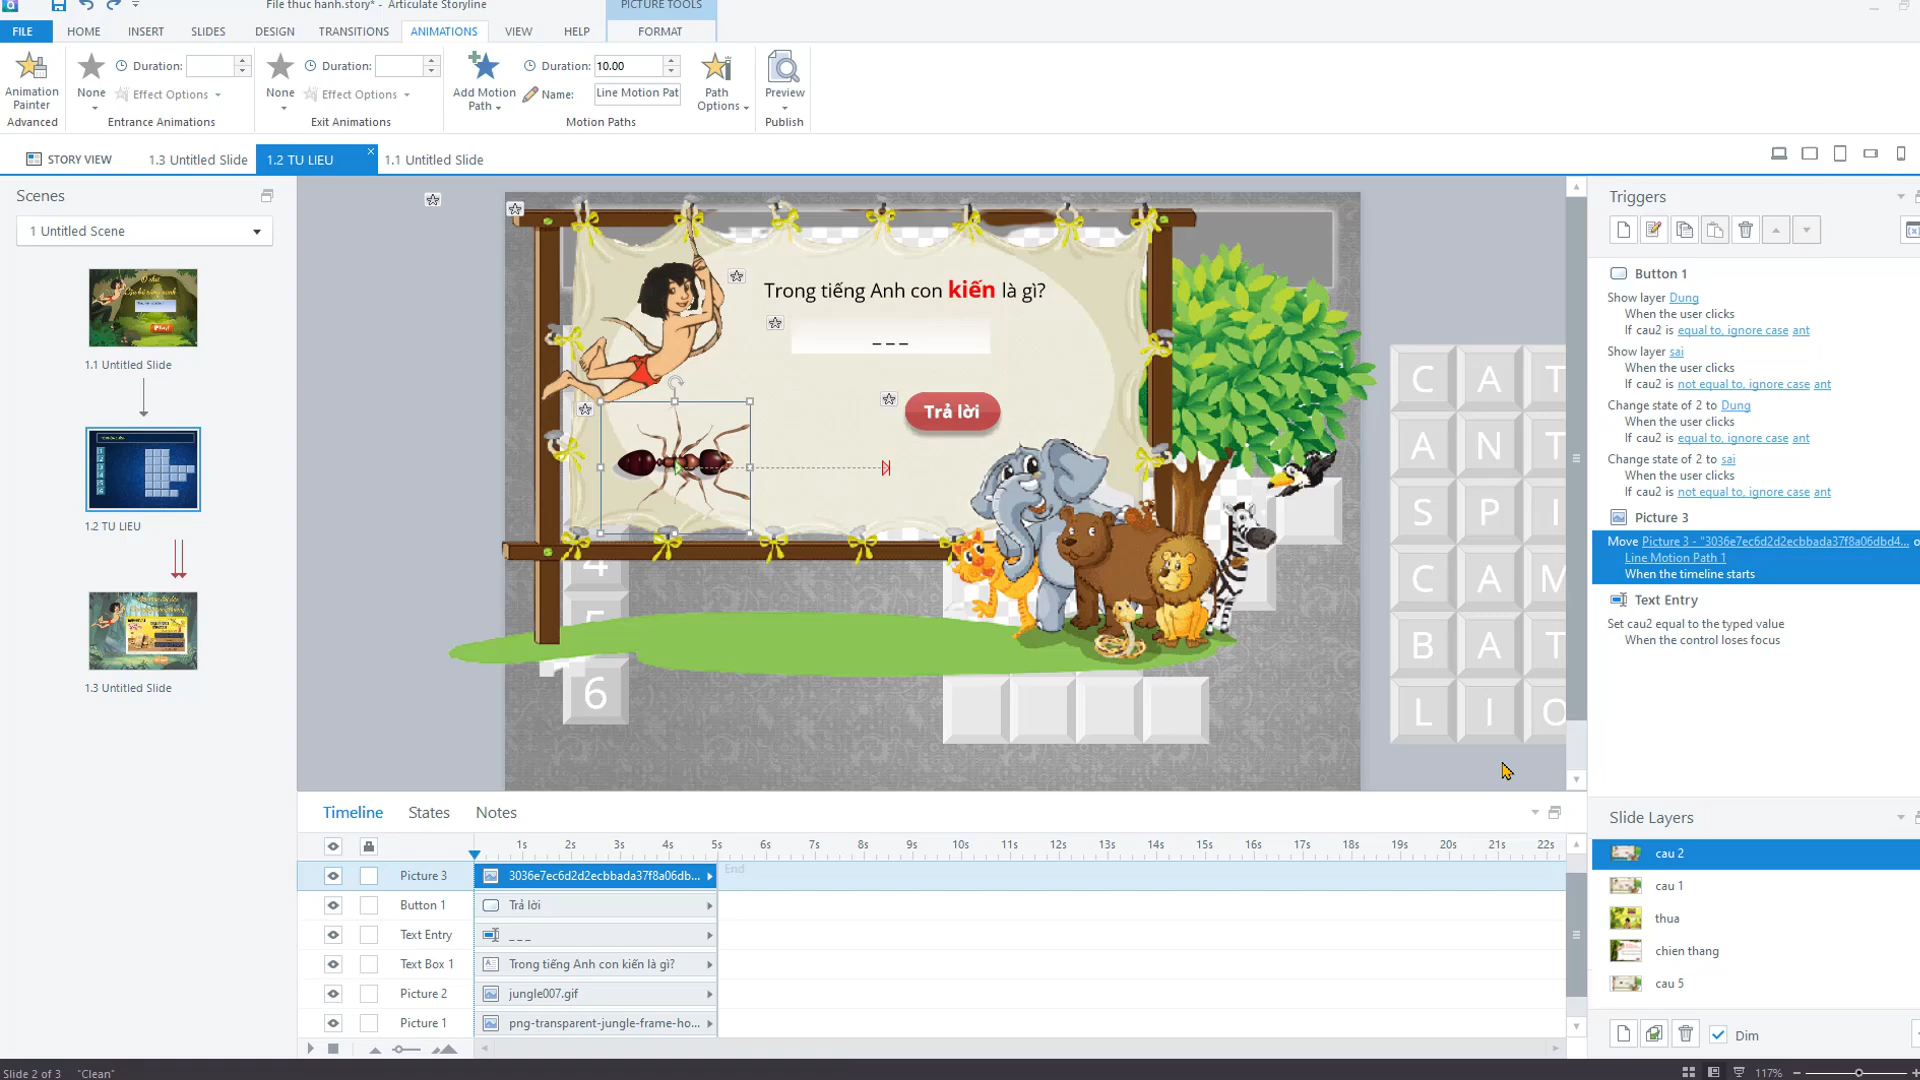 File thuc hanh.story* - Articulate Storyline
PICTURE TOOLS
FILE
HOME
INSERT
SLIDES
DESIGN
TRANSITIONS
ANIMATIONS
VIEW
HELP
FORMAT
Animation Painter
None
Duration:
Effect Options
None
Duration:
Effect Options
Add Motion Path
Duration: 10.00
Name: Line Motion Pat
Path Options
Preview
Advanced
Entrance Animations
Exit Animations
Motion Paths
Publish
STORY VIEW
1.3 Untitled Slide
1.2 TU LIEU
1.1 Untitled Slide
Scenes
1 Untitled Scene
1.1 Untitled Slide
1.2 TU LIEU
1.3 Untitled Slide
Trong tiếng Anh con kiến là gì?
_ _ _
Trả lời
4
5
6
C A T
A N T
S P I
C A M
B A T
L I O
Triggers
Button 1
Show layer Dung
When the user clicks
If cau2 is equal to, ignore case ant
Show layer sai
When the user clicks
If cau2 is not equal to, ignore case ant
Change state of 2 to Dung
When the user clicks
If cau2 is equal to, ignore case ant
Change state of 2 to sai
When the user clicks
If cau2 is not equal to, ignore case ant
Picture 3
Move Picture 3 - "3036e7ec6d2d2ecbbada37f8a06dbd4... o
Line Motion Path 1
When the timeline starts
Text Entry
Set cau2 equal to the typed value
When the control loses focus
Timeline
States
Notes
1s 2s 3s 4s 5s 6s 7s 8s 9s 10s 11s 12s 13s 14s 15s 16s 17s 18s 19s 20s 21s 22s
Picture 3
3036e7ec6d2d2ecbbada37f8a06db...
End
Button 1
Trả lời
Text Entry
_ _ _
Text Box 1
Trong tiếng Anh con kiến là gì?
Picture 2
jungle007.gif
Picture 1
png-transparent-jungle-frame-ho...
Slide Layers
cau 2
cau 1
thua
chien thang
cau 5
Dim
Slide 2 of 3
"Clean"
117%